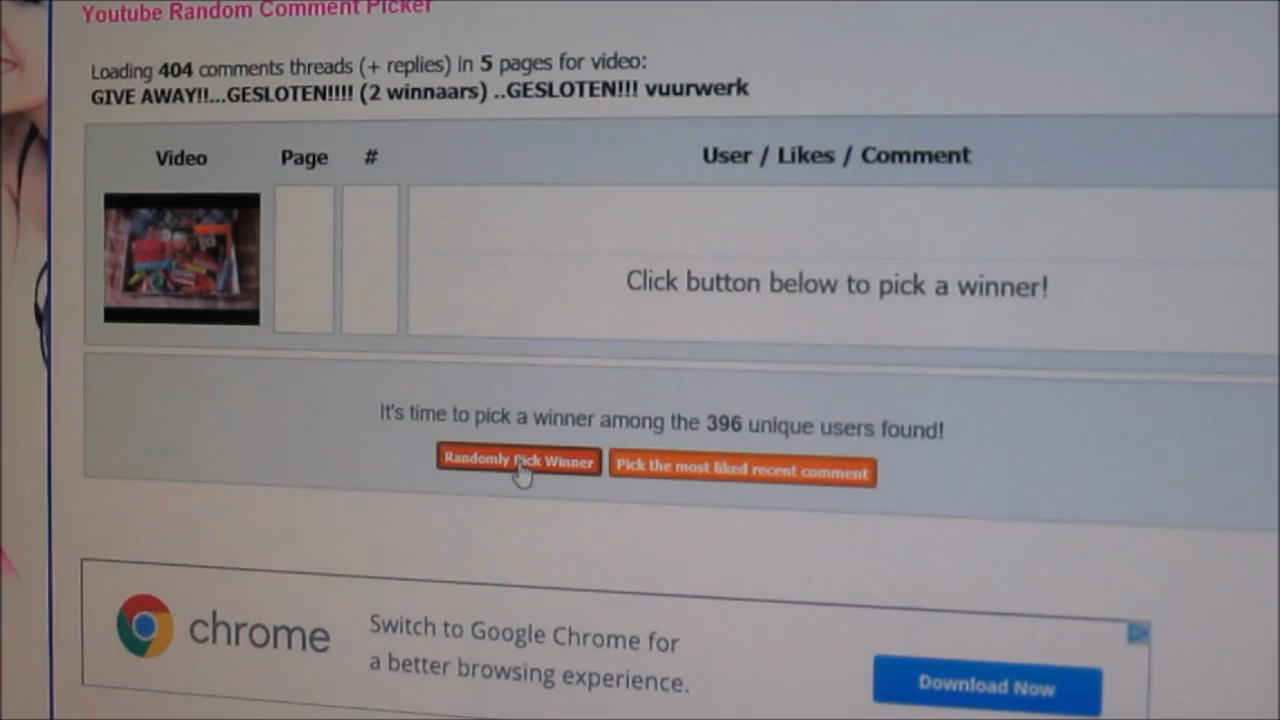 Youtube Random Comment Picker
Loading 404 comments threads (+ replies) in 5 pages for video:
GIVE AWAY!!...GESLOTEN!!!! (2 winnaars) ..GESLOTEN!!! vuurwerk
Video Page # User / Likes / Comment
Click button below to pick a winner!
It's time to pick a winner among the 396 unique users found!
Randomly Pick Winner Pick the most liked recent comment
chrome
Switch to Google Chrome for
a better browsing experience.
Download Now